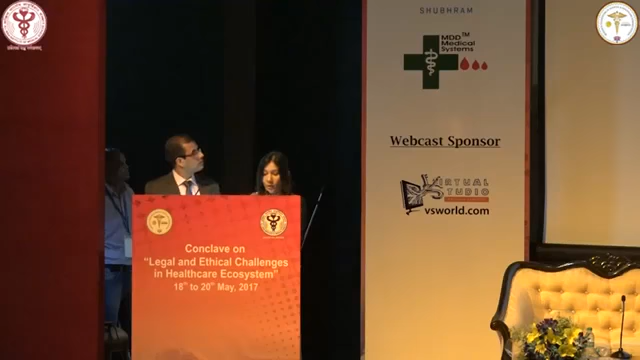 SHUBHRAM
MDD™
Medical
Systems
Webcast Sponsor
VIRTUAL
STUDIO
vsworld.com
Conclave on
“Legal and Ethical Challenges
in Healthcare Ecosystem”
18th to 20th May, 2017